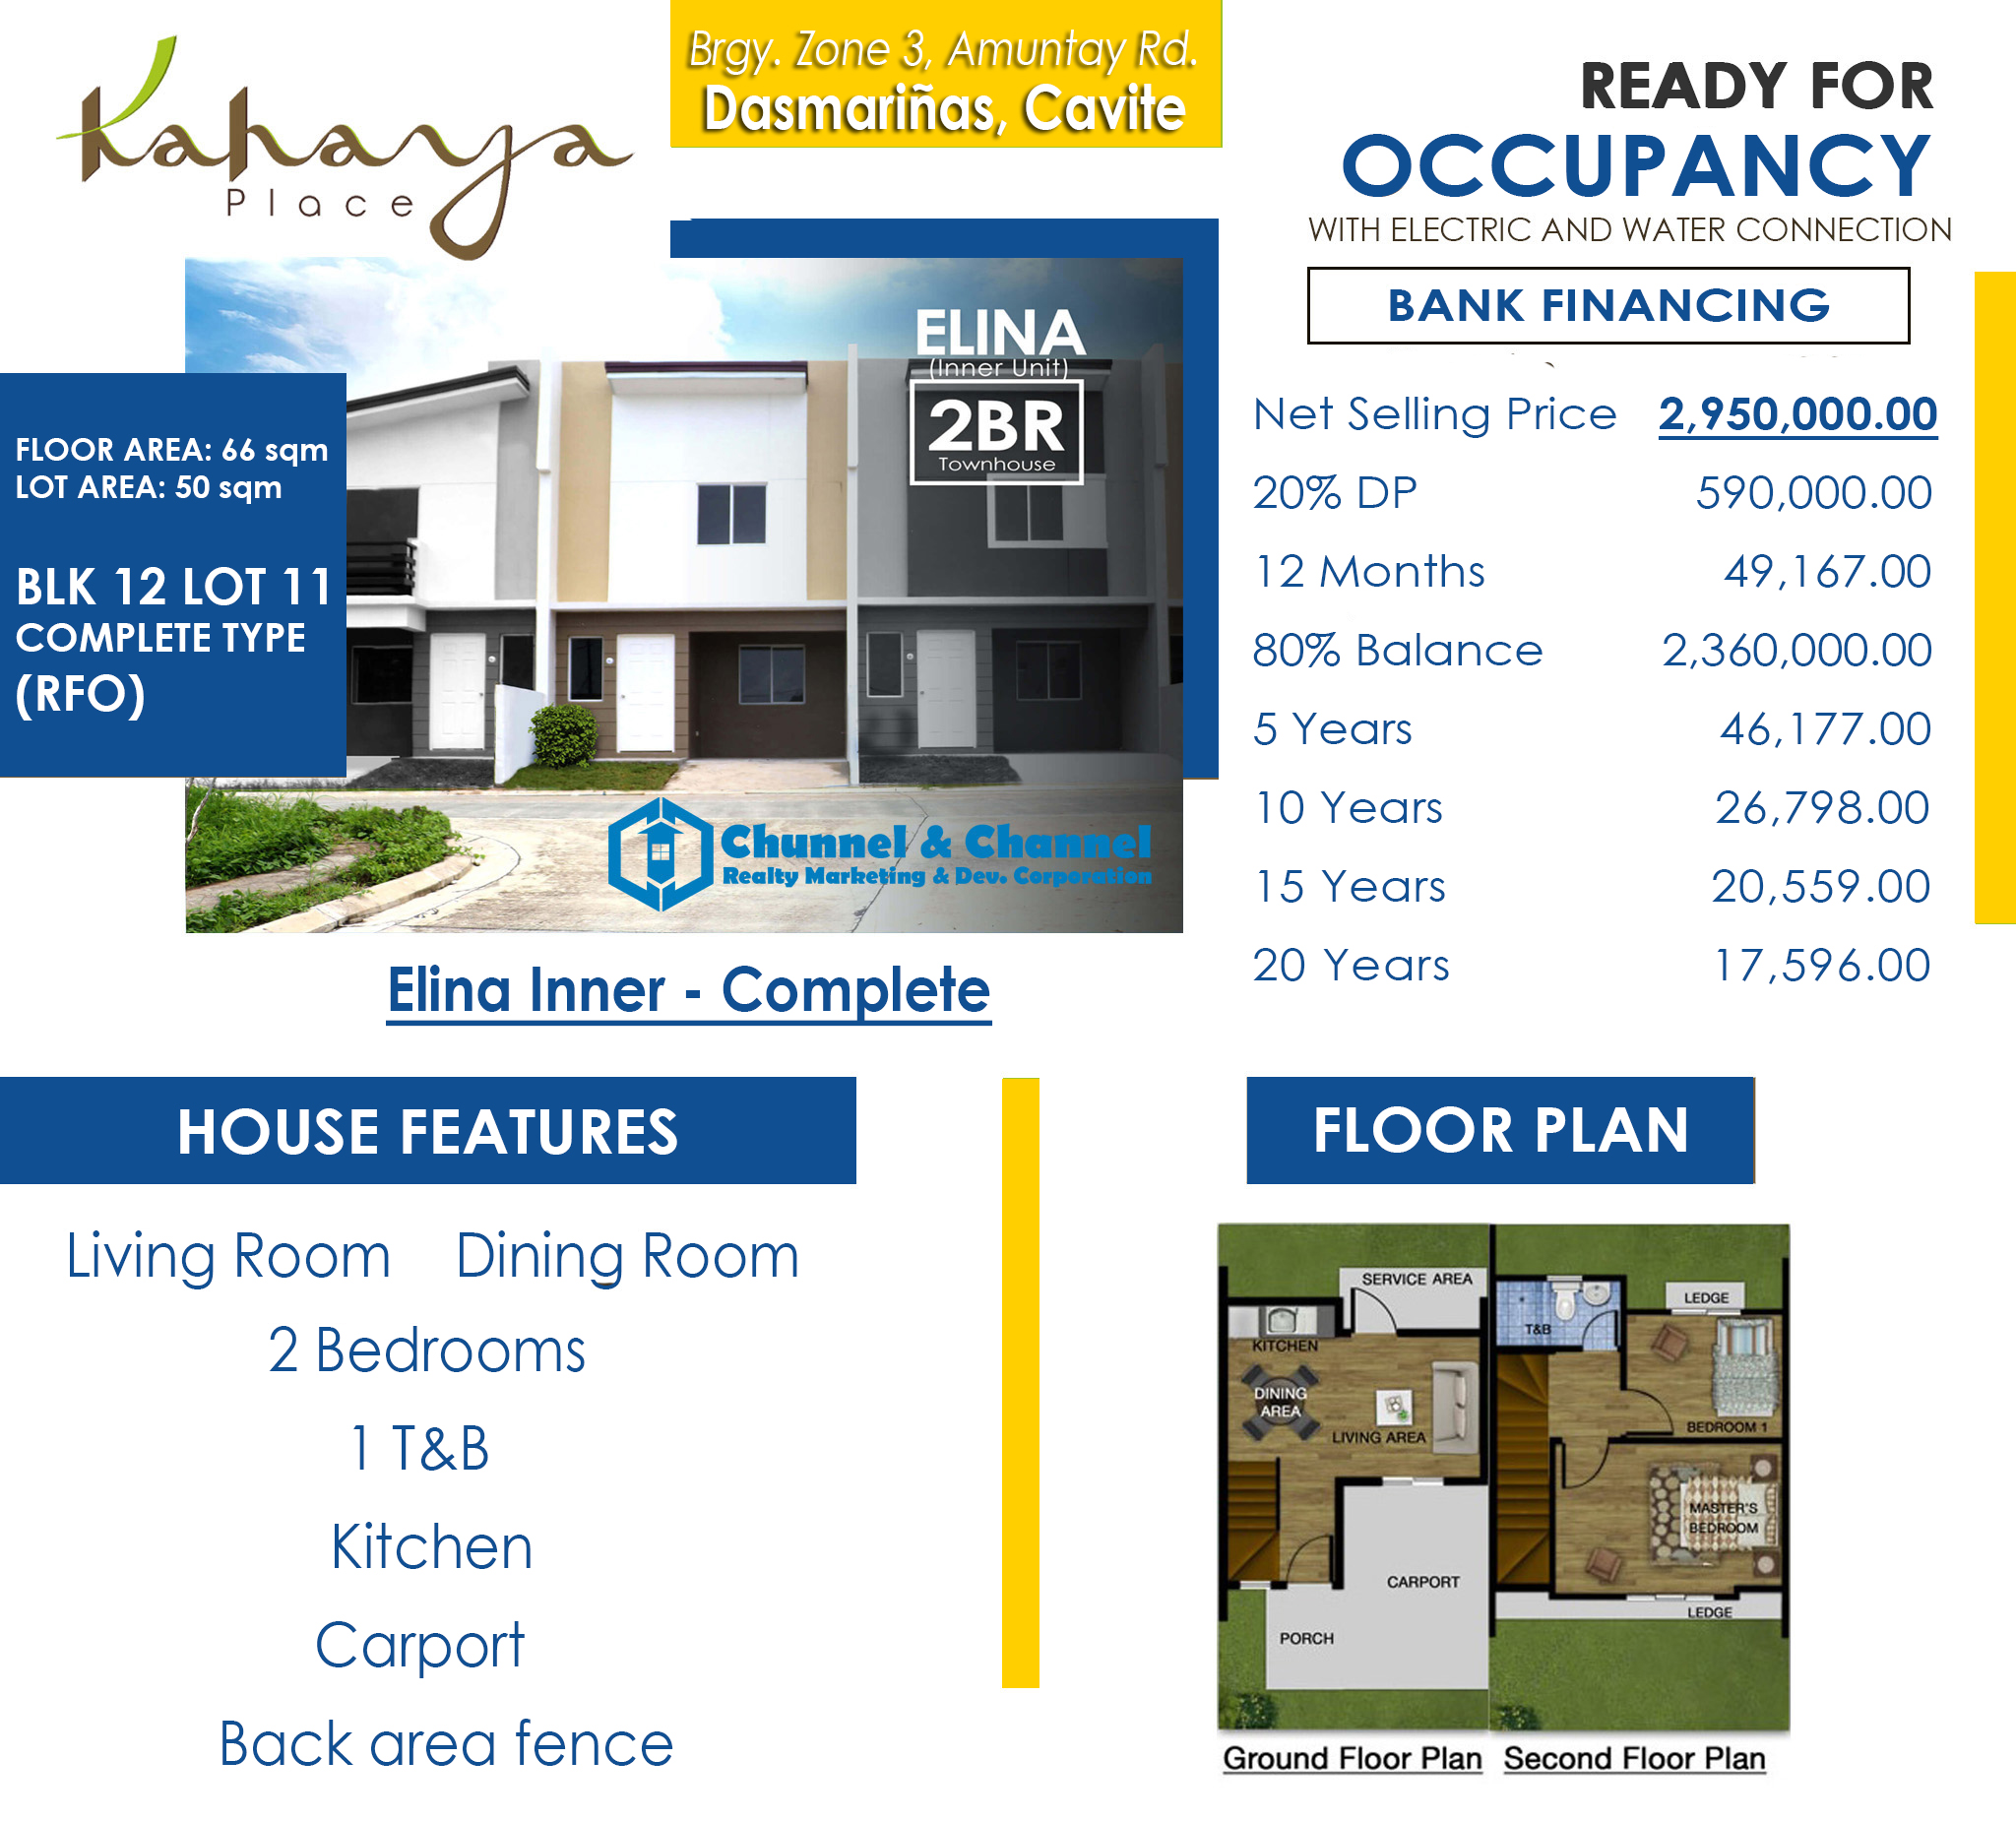 Kahaya
Place
Brgy. Zone 3, Amuntay Rd.
Dasmariñas, Cavite
READY FOR
OCCUPANCY
WITH ELECTRIC AND WATER CONNECTION
BANK FINANCING
ELINA
(Inner Unit)
2BR
Townhouse
FLOOR AREA: 66 sqm
LOT AREA: 50 sqm
BLK 12 LOT 11
COMPLETE TYPE
(RFO)
Chunnel & Channel
Realty Marketing & Dev. Corporation
Elina Inner - Complete
Net Selling Price 2,950,000.00
20% DP 590,000.00
12 Months 49,167.00
80% Balance 2,360,000.00
5 Years 46,177.00
10 Years 26,798.00
15 Years 20,559.00
20 Years 17,596.00
HOUSE FEATURES
Living Room Dining Room
2 Bedrooms
1 T&B
Kitchen
Carport
Back area fence
FLOOR PLAN
SERVICE AREA
KITCHEN
DINING
AREA
LIVING AREA
CARPORT
PORCH
Ground Floor Plan
LEDGE
T&B
BEDROOM 1
MASTER'S
BEDROOM
LEDGE
Second Floor Plan